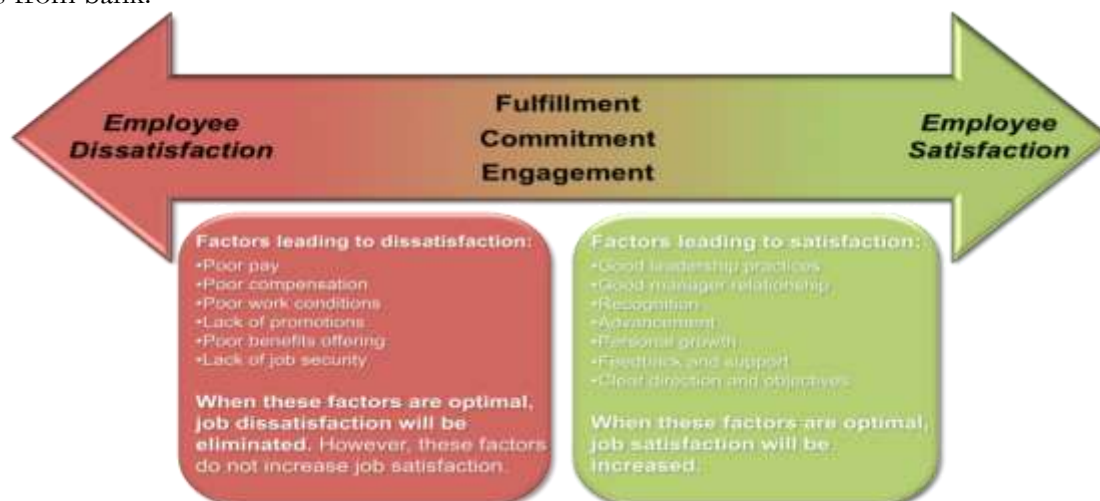 s from bank.
Employee
Dissatisfaction
Fulfillment
Commitment
Engagement
Employee
Satisfaction
Factors leading to dissatisfaction:
•Poor pay
•Poor compensation
•Poor work conditions
•Lack of promotions
•Poor benefits offering
•Lack of job security
When these factors are optimal,
job dissatisfaction will be
eliminated. However, these factors
do not increase job satisfaction.
Factors leading to satisfaction:
•Good leadership practices
•Good manager relationship
•Recognition
•Advancement
•Personal growth
•Feedback and support
•Clear direction and objectives
When these factors are optimal,
job satisfaction will be
increased.